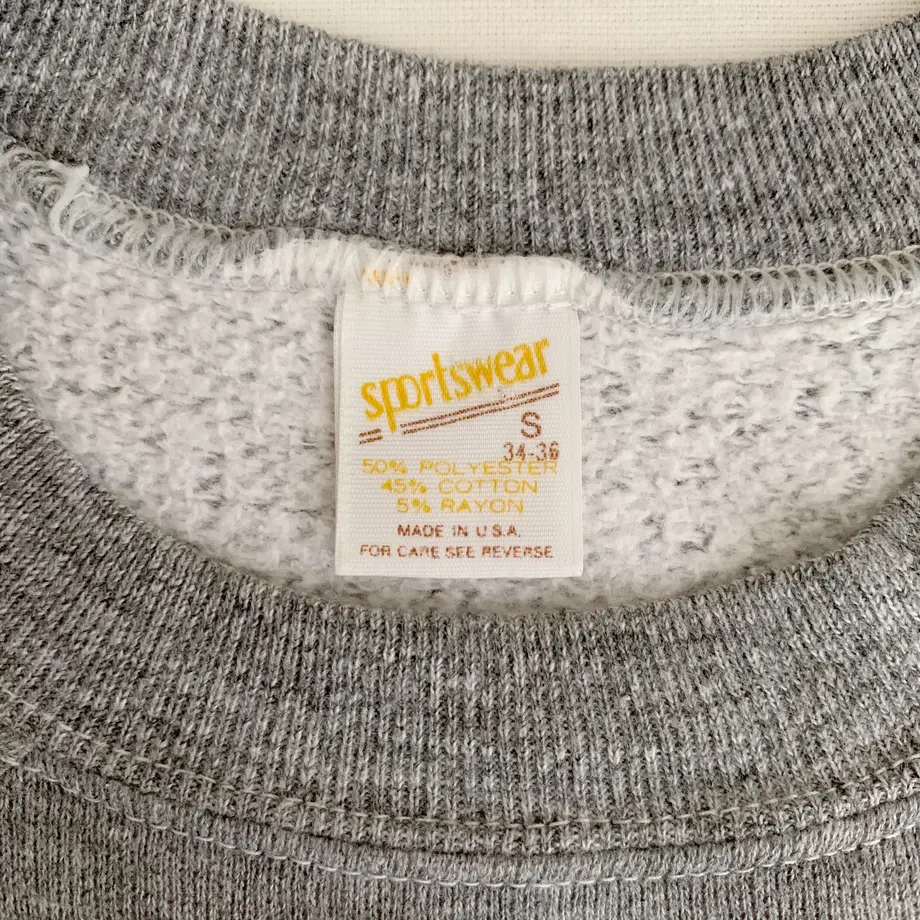 sportswear
S
34-36
50% POLYESTER
45% COTTON
5% RAYON
MADE IN U.S.A.
FOR CARE SEE REVERSE